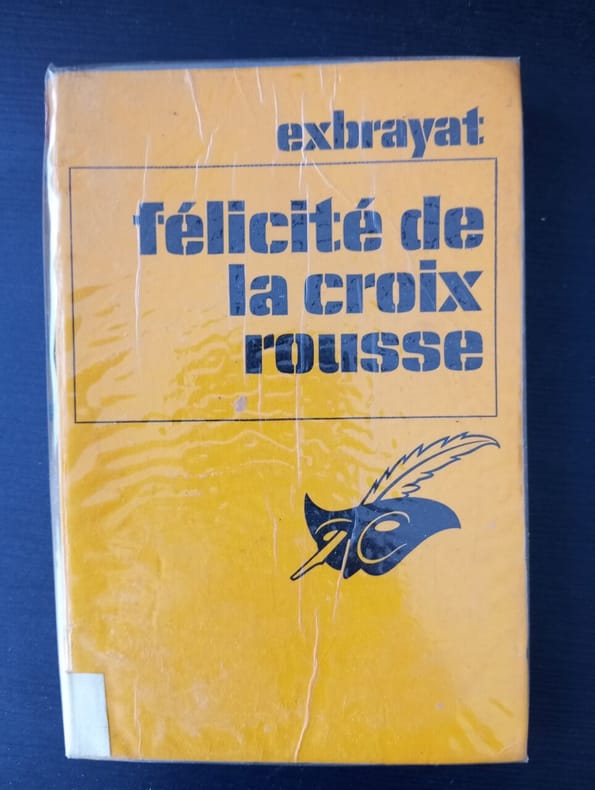 exbrayat
félicité de
la croix
rousse